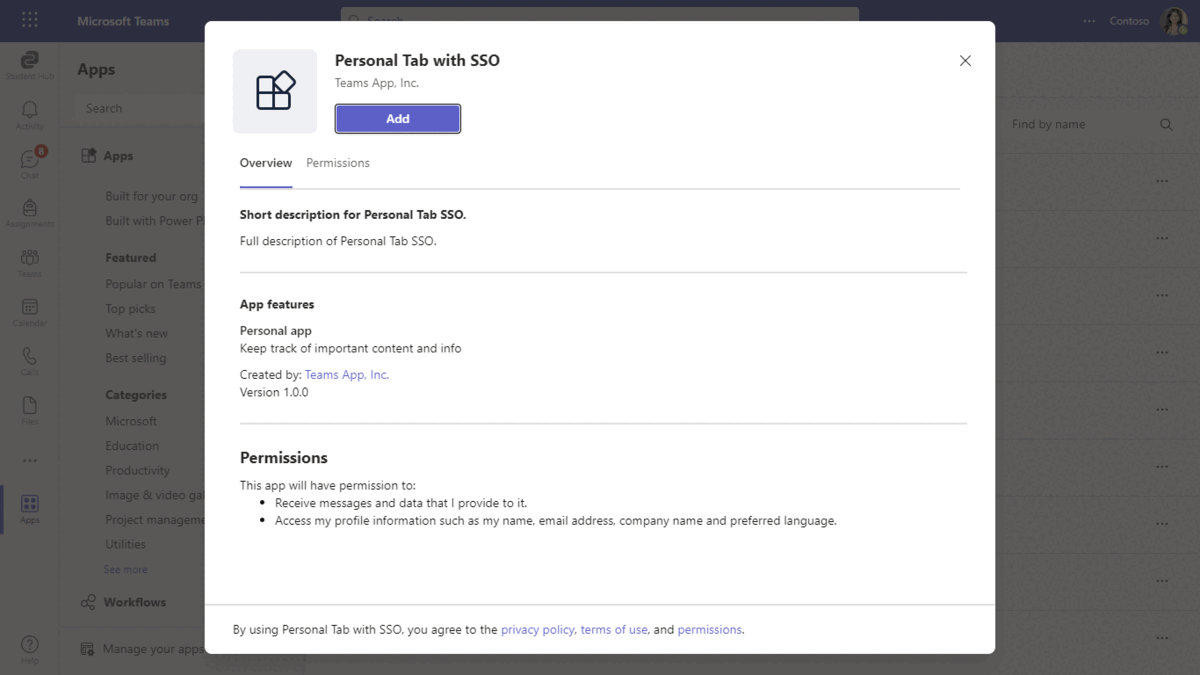 Microsoft Teams
Search
Contoso
Student Hub
Activity
8
Chat
Assignments
Teams
Calendar
Calls
Files
Apps
Help
Apps
Search
Apps
Built for your org
Built with Power
Featured
Popular on Teams
Top picks
What's new
Best selling
Categories
Microsoft
Education
Productivity
Image & video
Project
Utilities
See more
Workflows
Manage your apps
Find by name
Personal Tab with SSO
Teams App, Inc.
Add
Overview Permissions
Short description for Personal Tab SSO.
Full description of Personal Tab SSO.
App features
Personal app
Keep track of important content and info
Created by: Teams App, Inc.
Version 1.0.0
Permissions
This app will have permission to:
• Receive messages and data that I provide to it.
• Access my profile information such as my name, email address, company name and preferred language.
By using Personal Tab with SSO, you agree to the privacy policy, terms of use, and permissions.